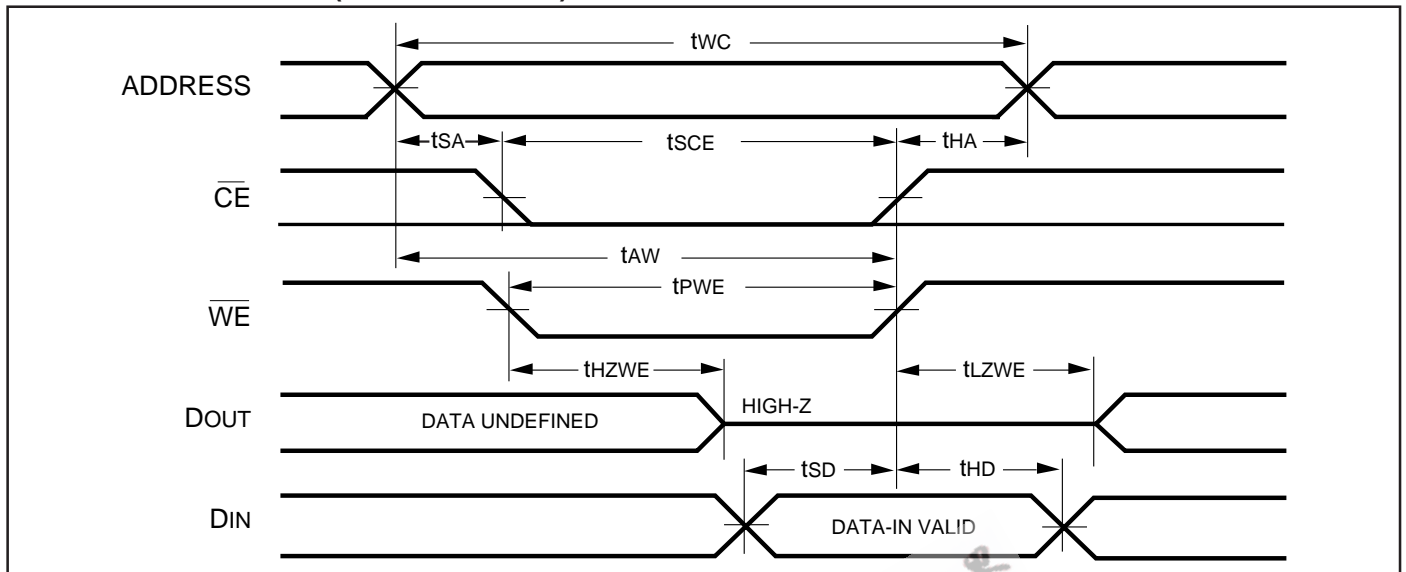 tWC
ADDRESS
tSA
tSCE
tHA
CE
tAW
tPWE
WE
tHZWE
tLZWE
DOUT
DATA UNDEFINED
HIGH-Z
tSD
tHD
DIN
DATA-IN VALID